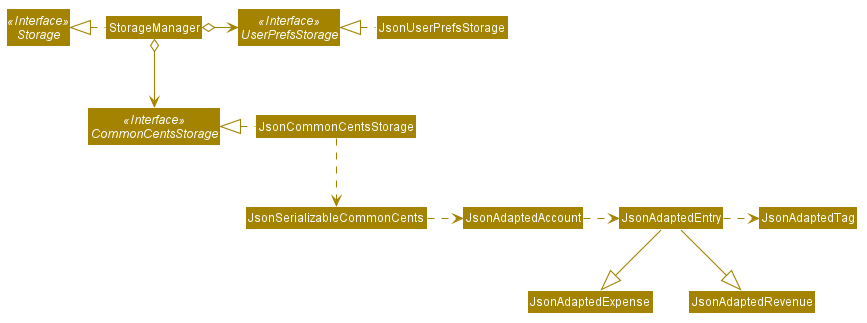 «Interface»
Storage
StorageManager
«Interface»
UserPrefsStorage
JsonUserPrefsStorage
«Interface»
CommonCentsStorage
JsonCommonCentsStorage
JsonSerializableCommonCents
JsonAdaptedAccount
JsonAdaptedEntry
JsonAdaptedTag
JsonAdaptedExpense
JsonAdaptedRevenue